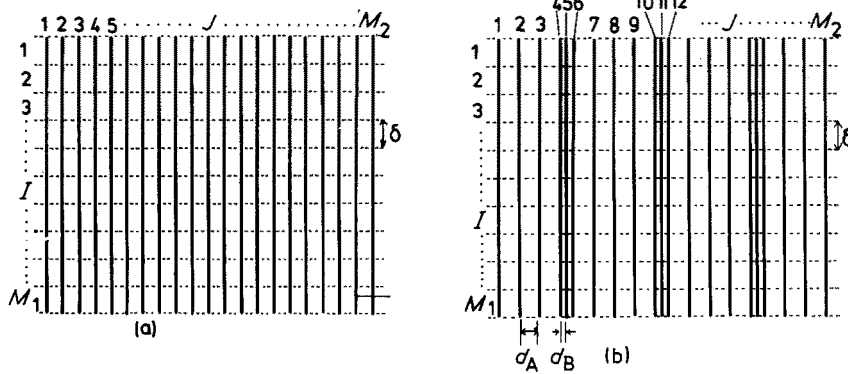 1 2 3 4 5 ........ J .............. M2
1
2
3
I
M1
δ
(a)
1 2 3 456 7 8 9 10 11 12 ... J ........ M2
1
2
3
I
M1
δ
dA dB (b)